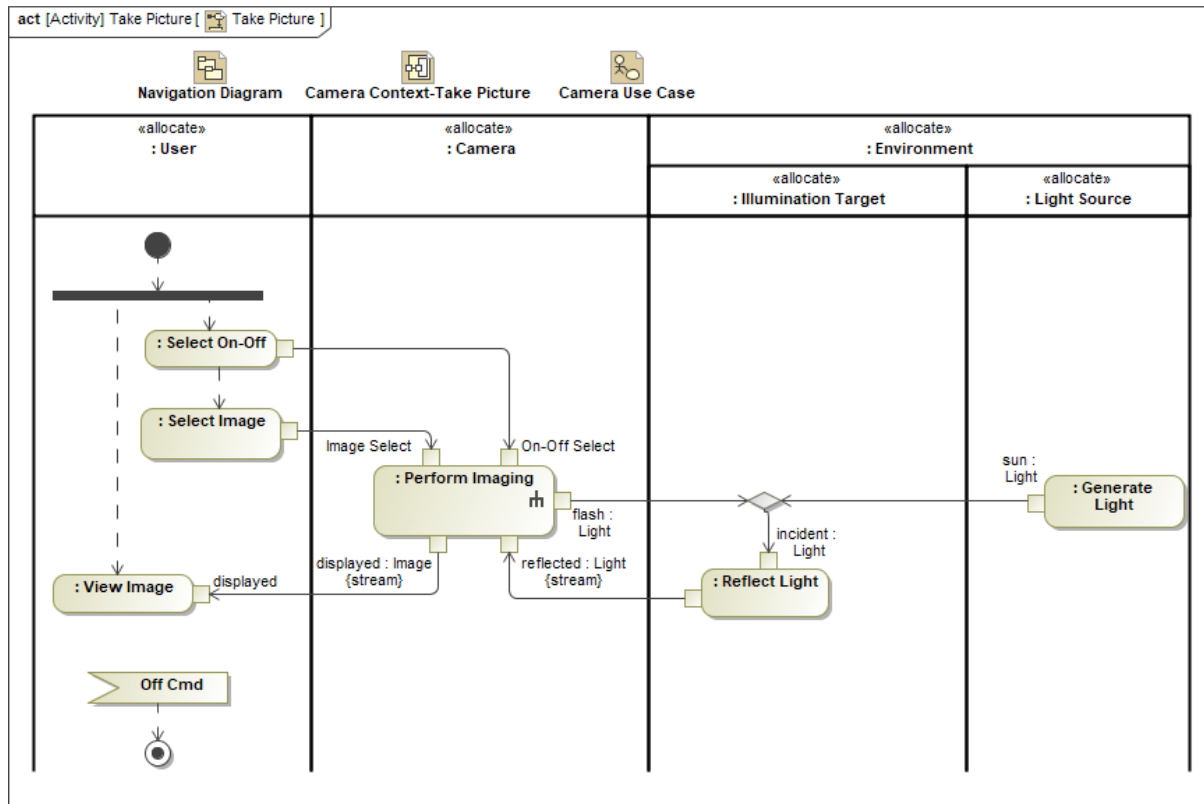 act [Activity] Take Picture [ Take Picture ]
Navigation Diagram
Camera Context-Take Picture
Camera Use Case
«allocate»
: User
«allocate»
: Camera
«allocate»
: Environment
«allocate»
: Illumination Target
«allocate»
: Light Source
: Select On-Off
: Select Image
Image Select
On-Off Select
: Perform Imaging
flash :
Light
sun :
Light
: Generate
Light
incident :
Light
displayed : Image
{stream}
reflected : Light
{stream}
: Reflect Light
: View Image
displayed
Off Cmd